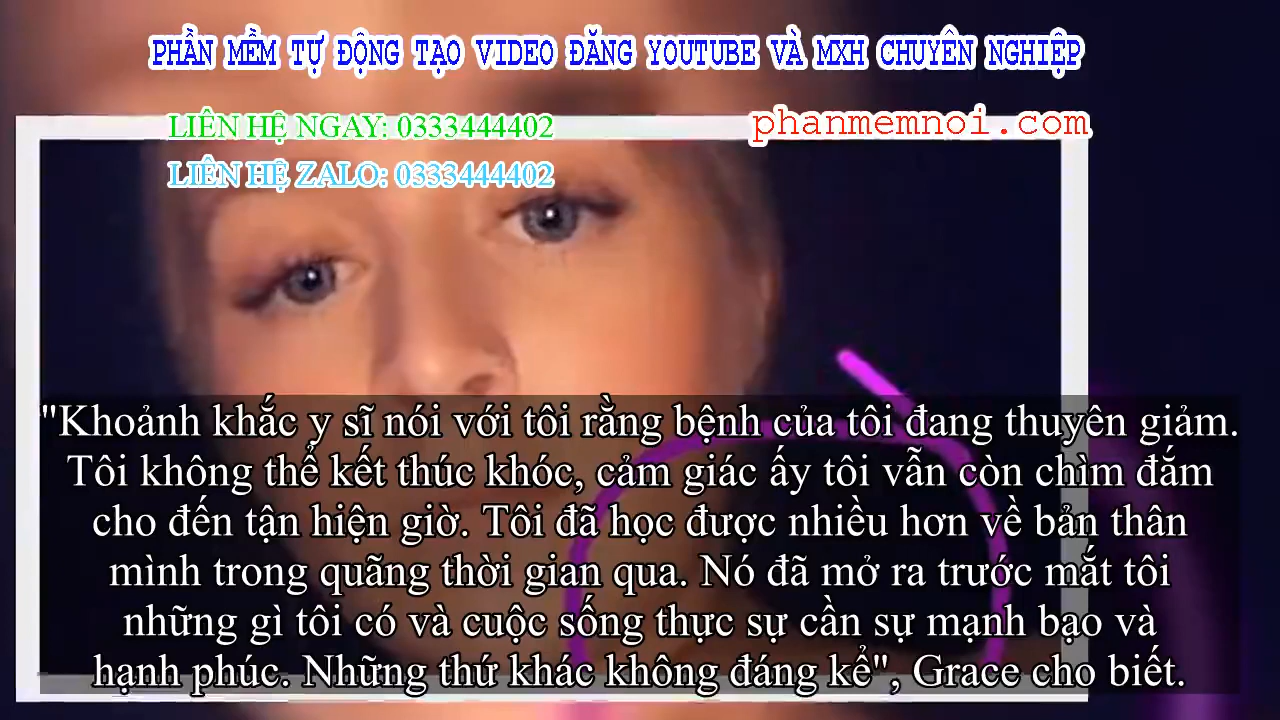 PHẦN MỀM TỰ ĐỘNG TẠO VIDEO ĐĂNG YOUTUBE VÀ MXH CHUYÊN NGHIỆP
LIÊN HỆ NGAY: 0333444402
phanmemnoi.com
LIÊN HỆ ZALO: 0333444402
"Khoảnh khắc y sĩ nói với tôi rằng bệnh của tôi đang thuyên giảm.
Tôi không thể kết thúc khóc, cảm giác ấy tôi vẫn còn chìm đắm
cho đến tận hiện giờ. Tôi đã học được nhiều hơn về bản thân
mình trong quãng thời gian qua. Nó đã mở ra trước mắt tôi
những gì tôi có và cuộc sống thực sự cần sự mạnh bạo và
hạnh phúc. Những thứ khác không đáng kể", Grace cho biết.